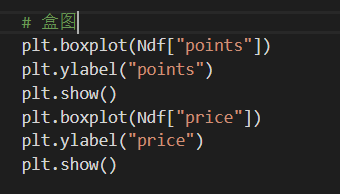 # 盒图
plt.boxplot(Ndf["points"])
plt.ylabel("points")
plt.show()
plt.boxplot(Ndf["price"])
plt.ylabel("price")
plt.show()